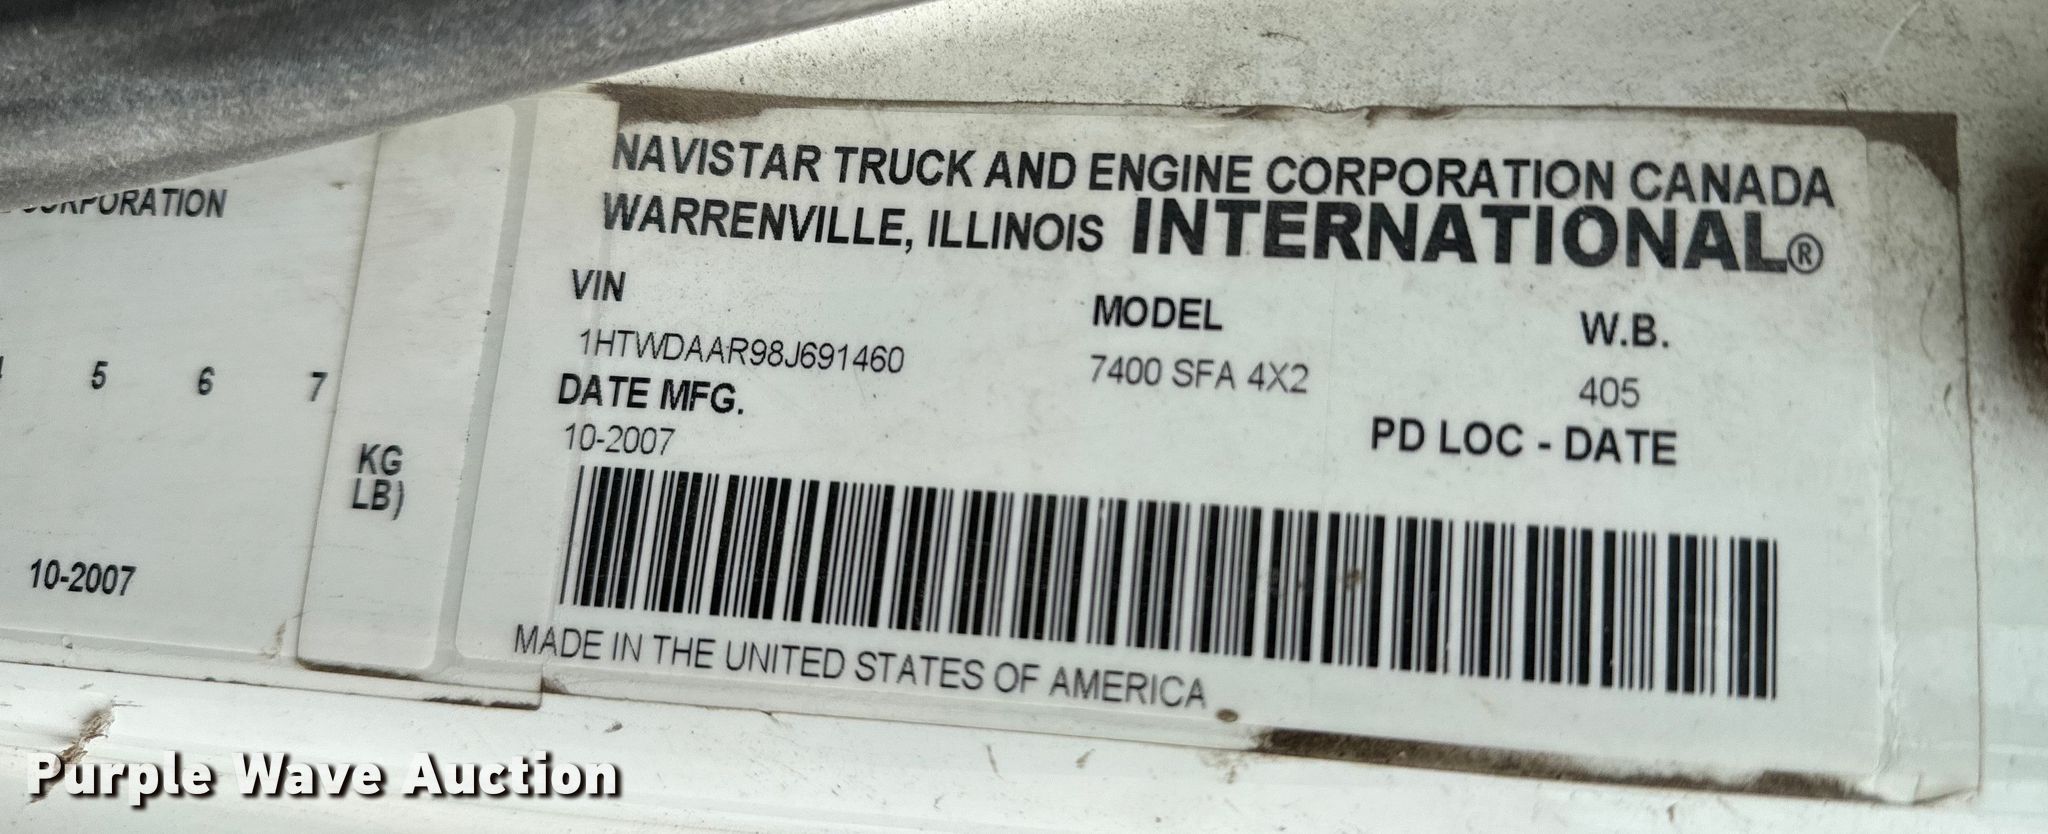 CORPORATION
5 6 7
KG
LB)
10-2007
NAVISTAR TRUCK AND ENGINE CORPORATION CANADA
WARRENVILLE, ILLINOIS INTERNATIONAL®
VIN MODEL W.B.
1HTWDAAR98J691460 7400 SFA 4X2 405
DATE MFG. PD LOC - DATE
10-2007
MADE IN THE UNITED STATES OF AMERICA
Purple Wave Auction